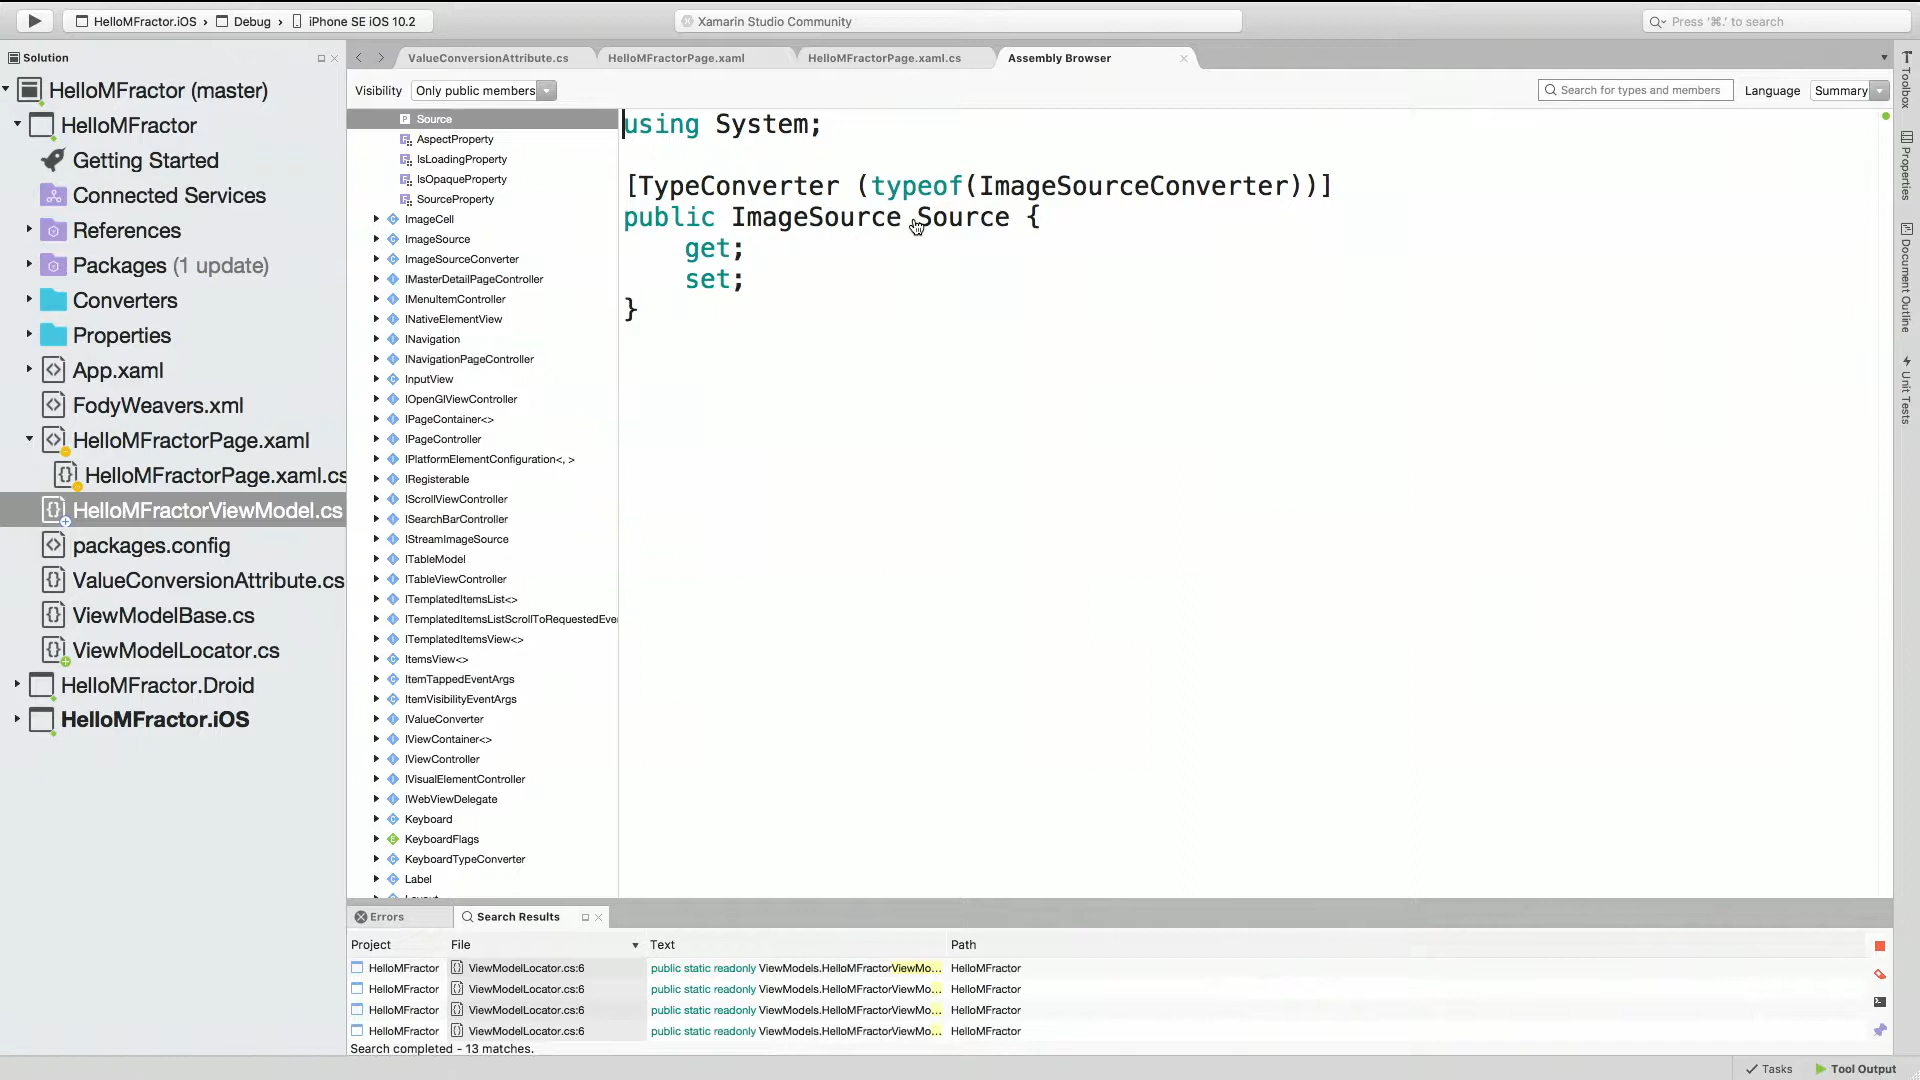 HelloMFractor.iOS › Debug › iPhone SE iOS 10.2
Xamarin Studio Community
Press '⌘.' to search
Solution
HelloMFractor (master)
HelloMFractor
Getting Started
Connected Services
References
Packages (1 update)
Converters
Properties
App.xaml
FodyWeavers.xml
HelloMFractorPage.xaml
HelloMFractorPage.xaml.cs
HelloMFractorViewModel.cs
packages.config
ValueConversionAttribute.cs
ViewModelBase.cs
ViewModelLocator.cs
HelloMFractor.Droid
HelloMFractor.iOS
ValueConversionAttribute.cs
HelloMFractorPage.xaml
HelloMFractorPage.xaml.cs
Assembly Browser
Visibility
Only public members
Search for types and members
Language
Summary
Source
AspectProperty
IsLoadingProperty
IsOpaqueProperty
SourceProperty
ImageCell
ImageSource
ImageSourceConverter
IMasterDetailPageController
IMenuItemController
INativeElementView
INavigation
INavigationPageController
InputView
IOpenGlViewController
IPageContainer<>
IPageController
IPlatformElementConfiguration<, >
IRegisterable
IScrollViewController
ISearchBarController
IStreamImageSource
ITableModel
ITableViewController
ITemplatedItemsList<>
ITemplatedItemsListScrollToRequestedEve
ITemplatedItemsView<>
ItemsView<>
ItemTappedEventArgs
ItemVisibilityEventArgs
IValueConverter
IViewContainer<>
IViewController
IVisualElementController
IWebViewDelegate
Keyboard
KeyboardFlags
KeyboardTypeConverter
Label
using System;
[TypeConverter (typeof(ImageSourceConverter))]
public ImageSource Source {
get;
set;
}
Toolbox
Properties
Document Outline
Unit Tests
Errors
Search Results
Project File Text Path
HelloMFractor ViewModelLocator.cs:6 public static readonly ViewModels.HelloMFractorViewMo... HelloMFractor
HelloMFractor ViewModelLocator.cs:6 public static readonly ViewModels.HelloMFractorViewMo... HelloMFractor
HelloMFractor ViewModelLocator.cs:6 public static readonly ViewModels.HelloMFractorViewMo... HelloMFractor
HelloMFractor ViewModelLocator.cs:6 public static readonly ViewModels.HelloMFractorViewMo... HelloMFractor
Search completed - 13 matches.
Tasks
Tool Output